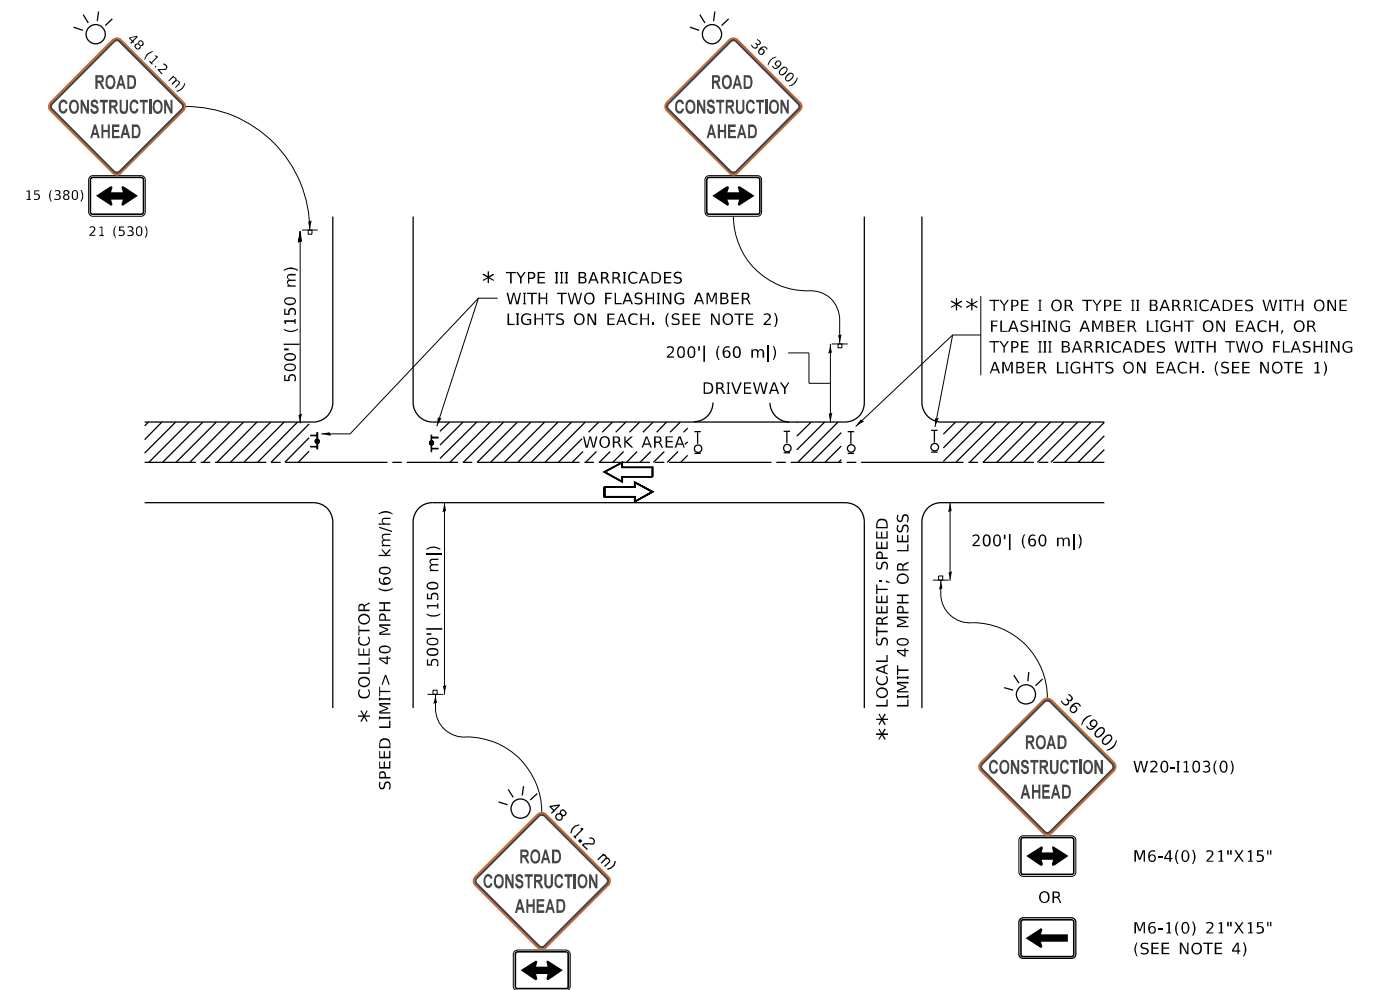 48 (1.2 m)
ROAD
CONSTRUCTION
AHEAD
15 (380)
21 (530)
36 (900)
ROAD
CONSTRUCTION
AHEAD
500'| (150 m)
* TYPE III BARRICADES
WITH TWO FLASHING AMBER
LIGHTS ON EACH. (SEE NOTE 2)
200'| (60 m|)
DRIVEWAY
** TYPE I OR TYPE II BARRICADES WITH ONE
FLASHING AMBER LIGHT ON EACH, OR
TYPE III BARRICADES WITH TWO FLASHING
AMBER LIGHTS ON EACH. (SEE NOTE 1)
WORK AREA
* COLLECTOR
SPEED LIMIT> 40 MPH (60 km/h)
500'| (150 m|)
** LOCAL STREET; SPEED
LIMIT 40 MPH OR LESS
200'| (60 m|)
48 (1.2 m)
ROAD
CONSTRUCTION
AHEAD
36 (900)
ROAD
CONSTRUCTION
AHEAD
W20-I103(0)
M6-4(0) 21"X15"
OR
M6-1(0) 21"X15"
(SEE NOTE 4)